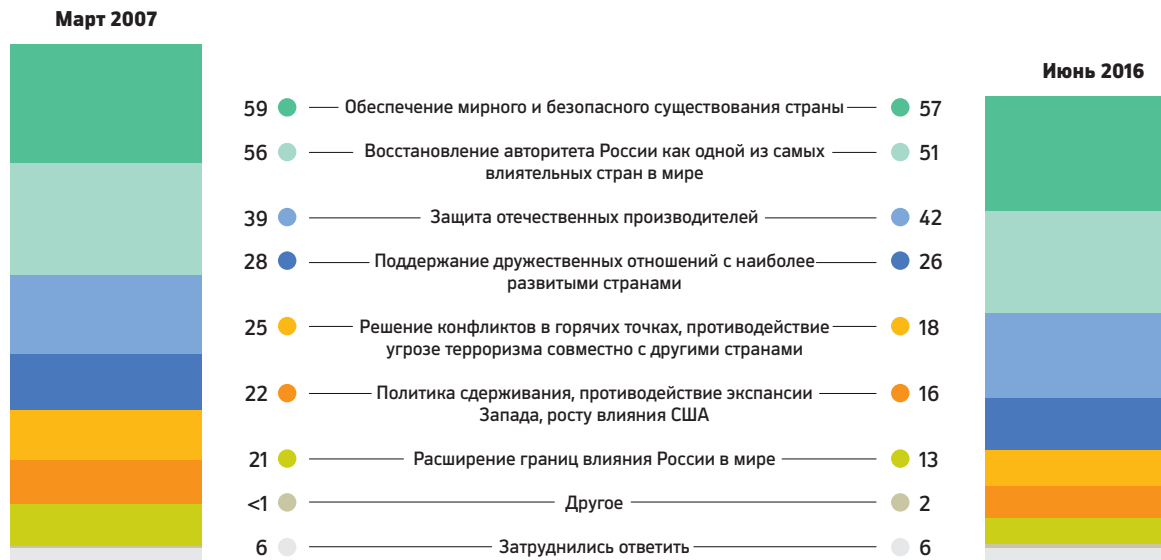 Март 2007
Июнь 2016
59 Обеспечение мирного и безопасного существования страны 57
56 Восстановление авторитета России как одной из самых 51
влиятельных стран в мире
39 Защита отечественных производителей 42
28 Поддержание дружественных отношений с наиболее 26
развитыми странами
25 Решение конфликтов в горячих точках, противодействие 18
угрозе терроризма совместно с другими странами
22 Политика сдерживания, противодействие экспансии 16
Запада, росту влияния США
21 Расширение границ влияния России в мире 13
<1 Другое 2
6 Затруднились ответить 6